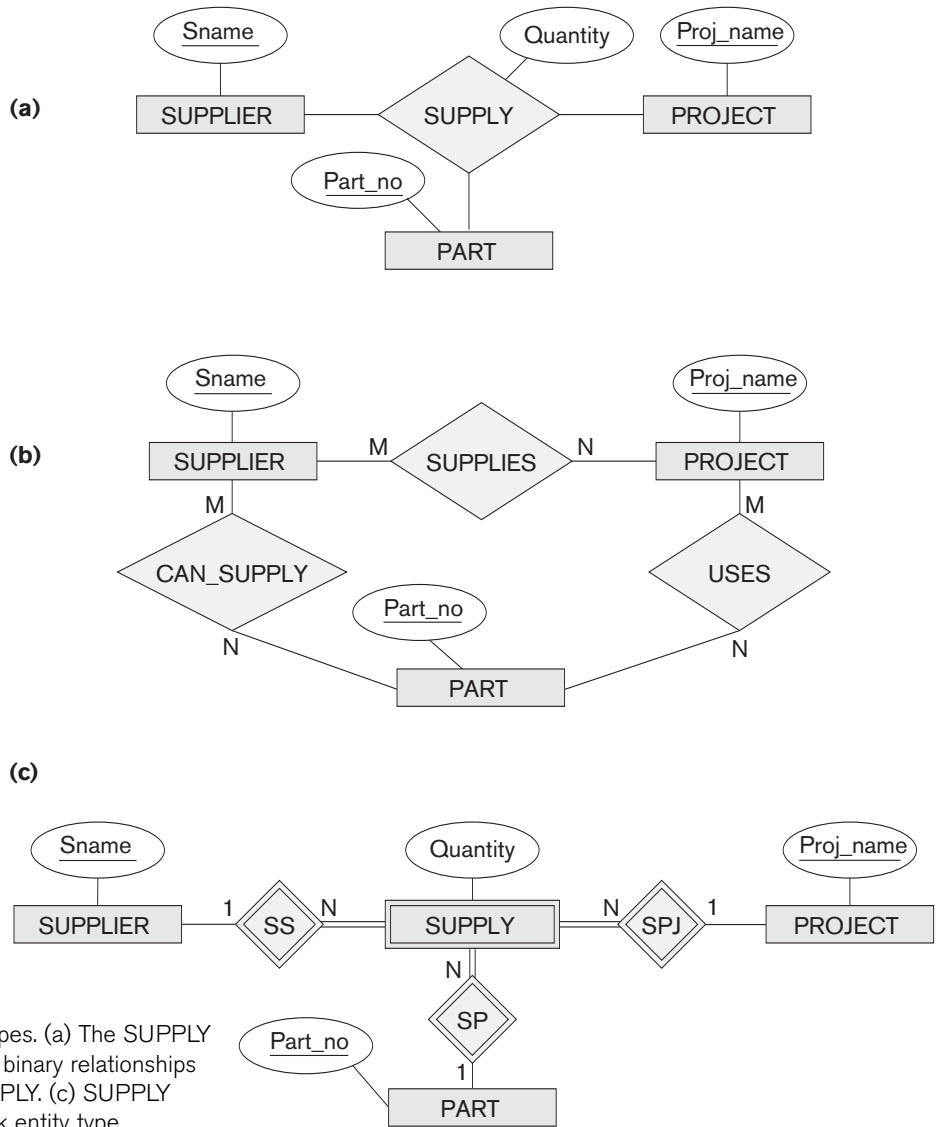 Sname
Quantity
Proj_name
(a)
SUPPLIER
SUPPLY
PROJECT
Part_no
PART
Sname
Proj_name
(b)
SUPPLIER
M
SUPPLIES
N
PROJECT
M
M
CAN_SUPPLY
USES
Part_no
N
N
PART
(c)
Sname
Quantity
Proj_name
SUPPLIER
1
SS
N
SUPPLY
N
SPJ
1
PROJECT
N
SP
pes. (a) The SUPPLY
Part_no
binary relationships
1
PLY. (c) SUPPLY
PART
k entity type